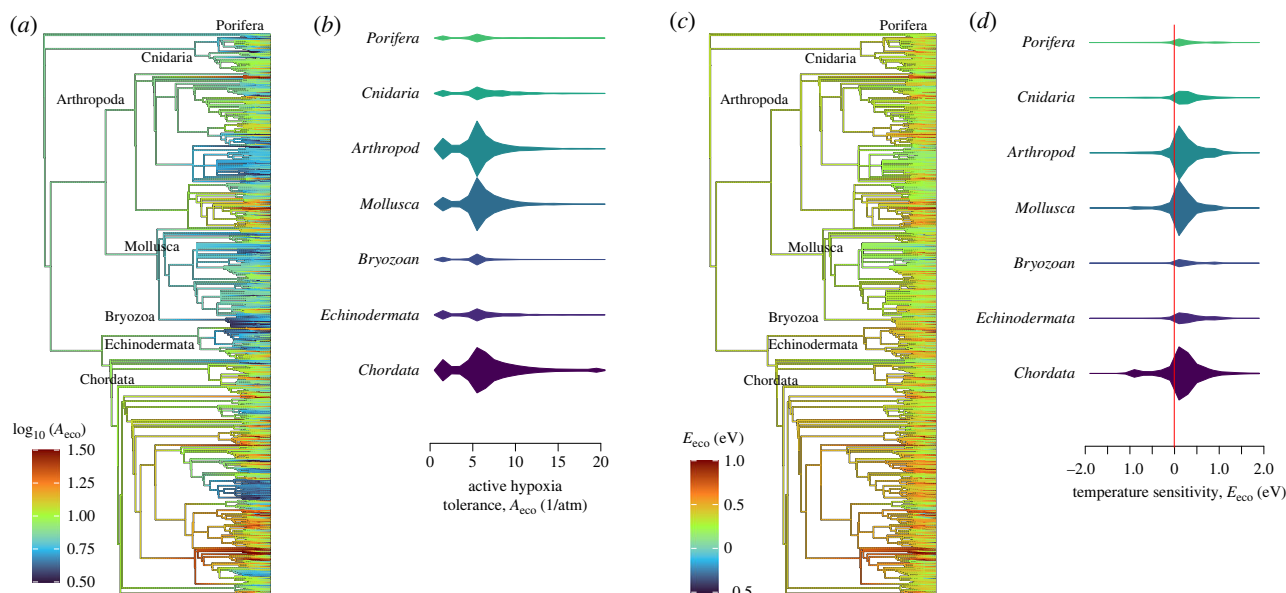 (a)
Porifera
Cnidaria
Arthropoda
Mollusca
Bryozoa
Echinodermata
Chordata
log10 (Aeco)
1.50
1.25
1.00
0.75
0.50
(b)
Porifera
Cnidaria
Arthropod
Mollusca
Bryozoan
Echinodermata
Chordata
0 5 10 15 20
active hypoxia
tolerance, Aeco (1/atm)
(c)
Porifera
Cnidaria
Arthropoda
Mollusca
Bryozoa
Echinodermata
Chordata
Eeco (eV)
1.0
0.5
0
-0.5
(d)
Porifera
Cnidaria
Arthropod
Mollusca
Bryozoan
Echinodermata
Chordata
–2.0 1.0 0 1.0 2.0
temperature sensitivity, Eeco (eV)